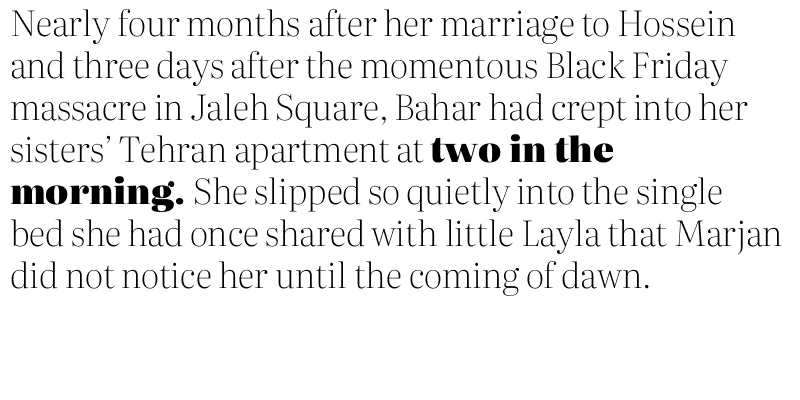 Nearly four months after her marriage to Hossein
and three days after the momentous Black Friday
massacre in Jaleh Square, Bahar had crept into her
sisters’ Tehran apartment at two in the
morning. She slipped so quietly into the single
bed she had once shared with little Layla that Marjan
did not notice her until the coming of dawn.